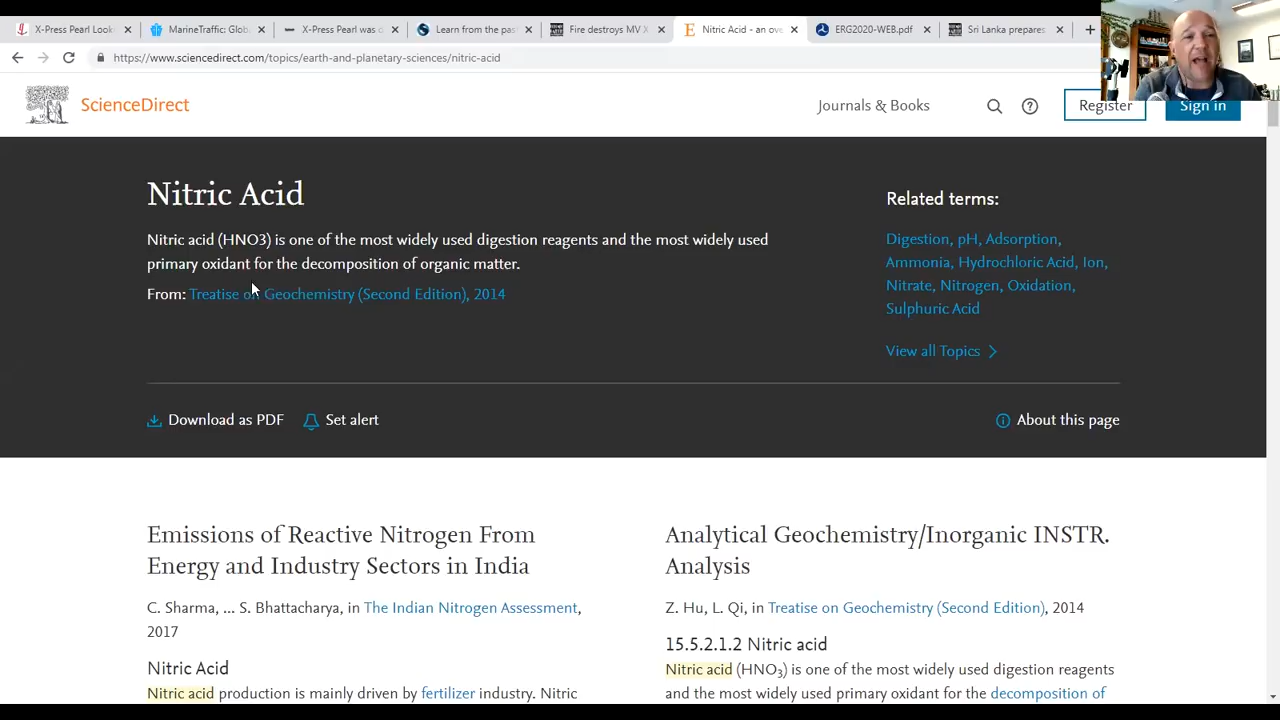 X-Press Pearl Look
MarineTraffic: Glob
X-Press Pearl was o
Learn from the pas
Fire destroys MV X
Nitric Acid - an ove
ERG2020-WEB.pdf
Sri Lanka prepares
https://www.sciencedirect.com/topics/earth-and-planetary-sciences/nitric-acid
ScienceDirect
Journals & Books
Register
Sign in
Nitric Acid
Nitric acid (HNO3) is one of the most widely used digestion reagents and the most widely used
primary oxidant for the decomposition of organic matter.
From: Treatise on Geochemistry (Second Edition), 2014
Related terms:
Digestion, pH, Adsorption,
Ammonia, Hydrochloric Acid, Ion,
Nitrate, Nitrogen, Oxidation,
Sulphuric Acid
View all Topics
Download as PDF
Set alert
About this page
Emissions of Reactive Nitrogen From
Energy and Industry Sectors in India
C. Sharma, ... S. Bhattacharya, in The Indian Nitrogen Assessment,
2017
Nitric Acid
Nitric acid production is mainly driven by fertilizer industry. Nitric
Analytical Geochemistry/Inorganic INSTR.
Analysis
Z. Hu, L. Qi, in Treatise on Geochemistry (Second Edition), 2014
15.5.2.1.2 Nitric acid
Nitric acid (HNO₃) is one of the most widely used digestion reagents
and the most widely used primary oxidant for the decomposition of